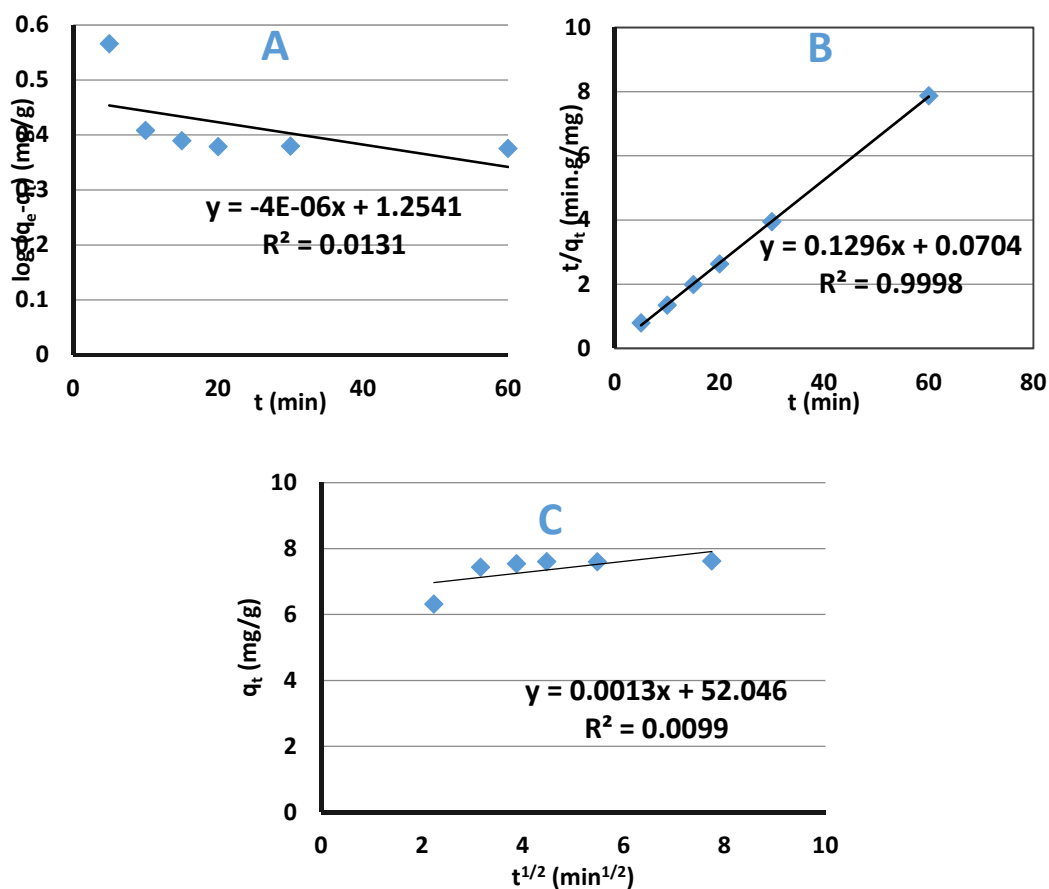 A
log(qe-qt) (mg/g)
0.6
0.5
0.4
0.3
0.2
0.1
0
y = -4E-06x + 1.2541
R² = 0.0131
0 20 40 60
t (min)
B
t/qt (min.g/mg)
10
8
6
4
2
0
y = 0.1296x + 0.0704
R² = 0.9998
0 20 40 60 80
t (min)
C
qt (mg/g)
10
8
6
4
2
0
y = 0.0013x + 52.046
R² = 0.0099
0 2 4 6 8 10
t^1/2 (min^1/2)